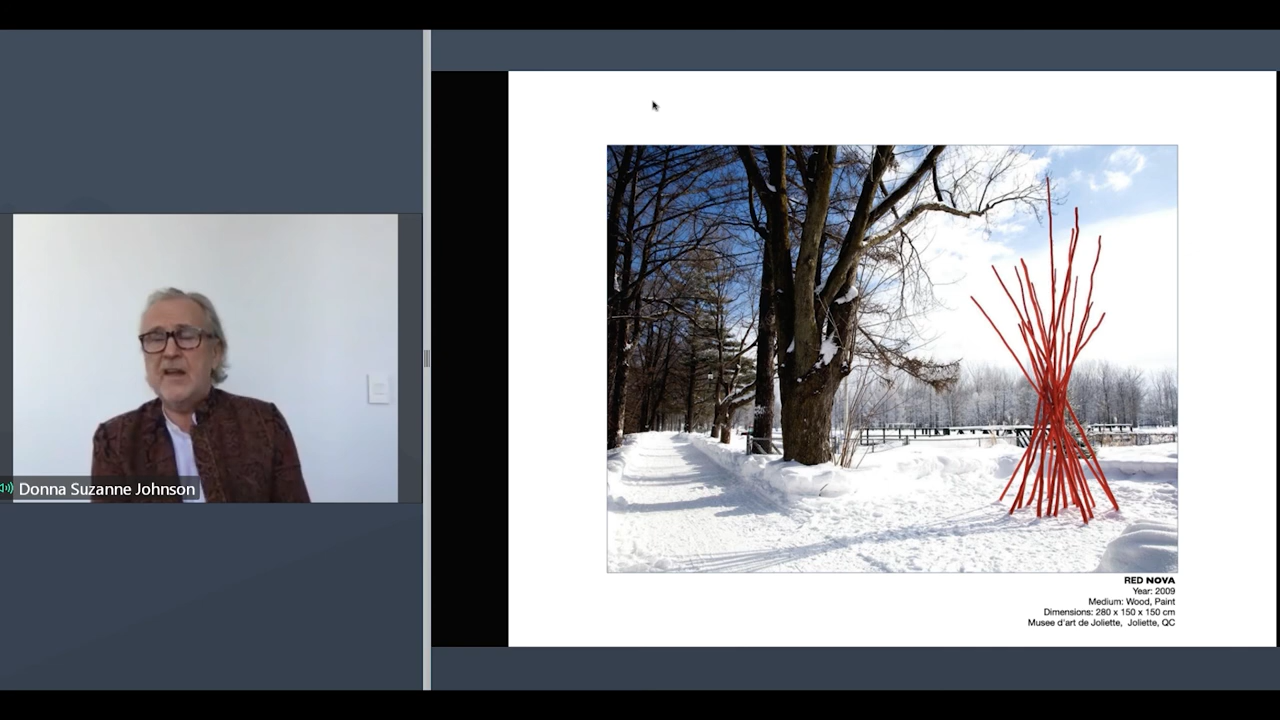 Donna Suzanne Johnson
RED NOVA
Year: 2009
Medium: Wood, Paint
Dimensions: 280 x 150 x 150 cm
Musee d'art de Joliette, Joliette, QC